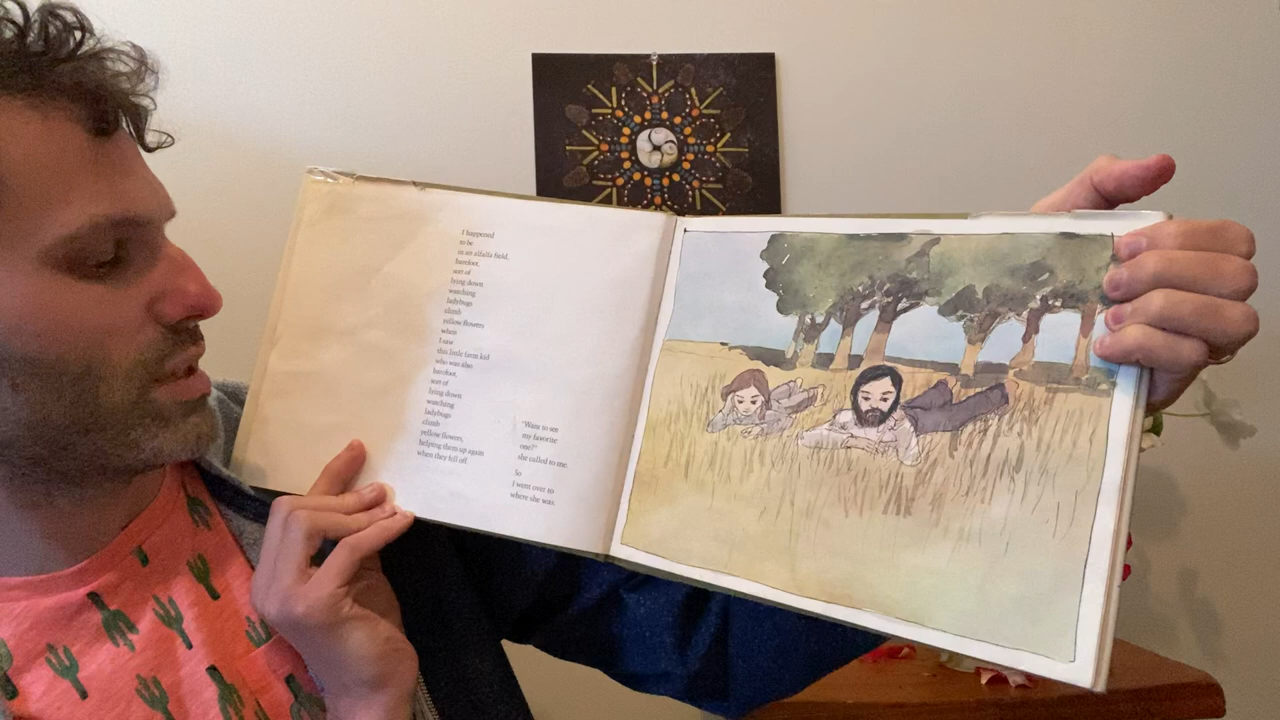 I happened
to be
in an alfalfa field,
barefoot,
sort of
lying down
watching
ladybugs
climb
yellow flowers
when
I saw
this little farm kid
who was also
barefoot,
sort of
lying down
watching
ladybugs
climb
yellow flowers,
helping them up again
when they fell off
"Want to see
my favorite
one?"
she called to me.
So
I went over to
where she was.